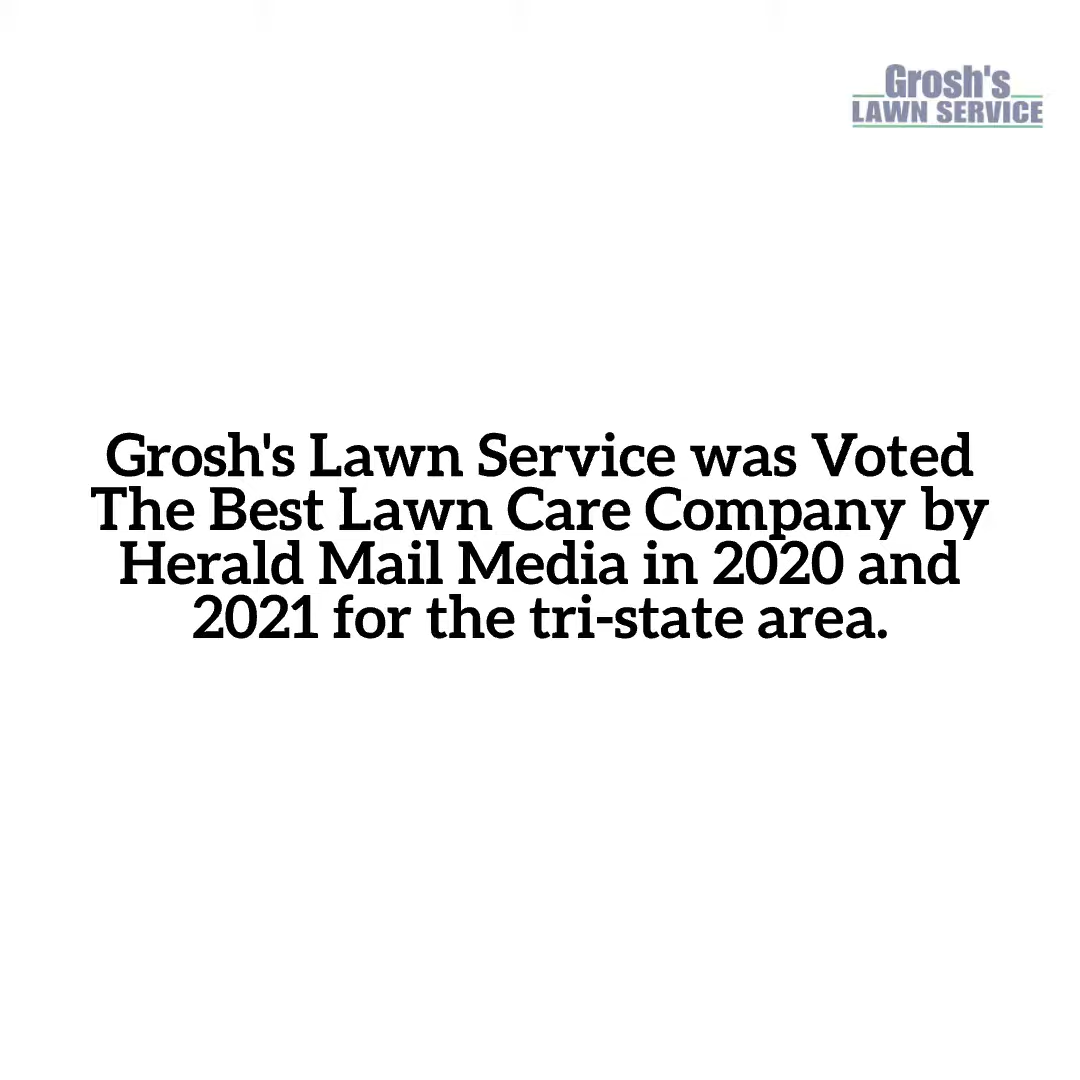 Grosh's
LAWN SERVICE
Grosh's Lawn Service was Voted
The Best Lawn Care Company by
Herald Mail Media in 2020 and
2021 for the tri-state area.